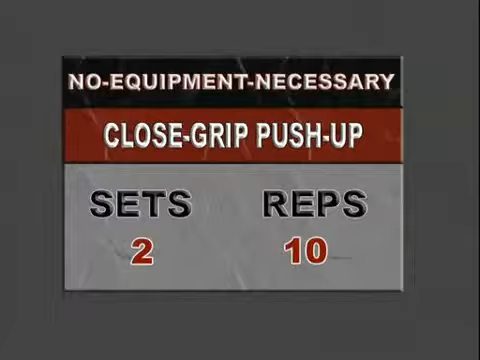 NO-EQUIPMENT-NECESSARY
CLOSE-GRIP PUSH-UP
SETS REPS
2 10